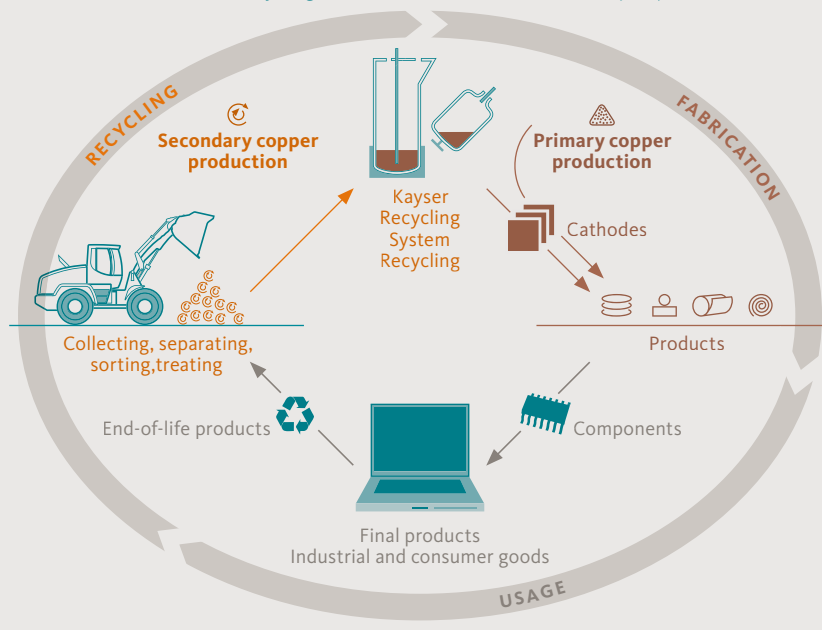 RECYCLING
FABRICATION
Secondary copper
production
Primary copper
production
Kayser
Recycling
System
Recycling
Cathodes
Collecting, separating,
sorting,treating
Products
End-of-life products
Components
Final products
Industrial and consumer goods
USAGE